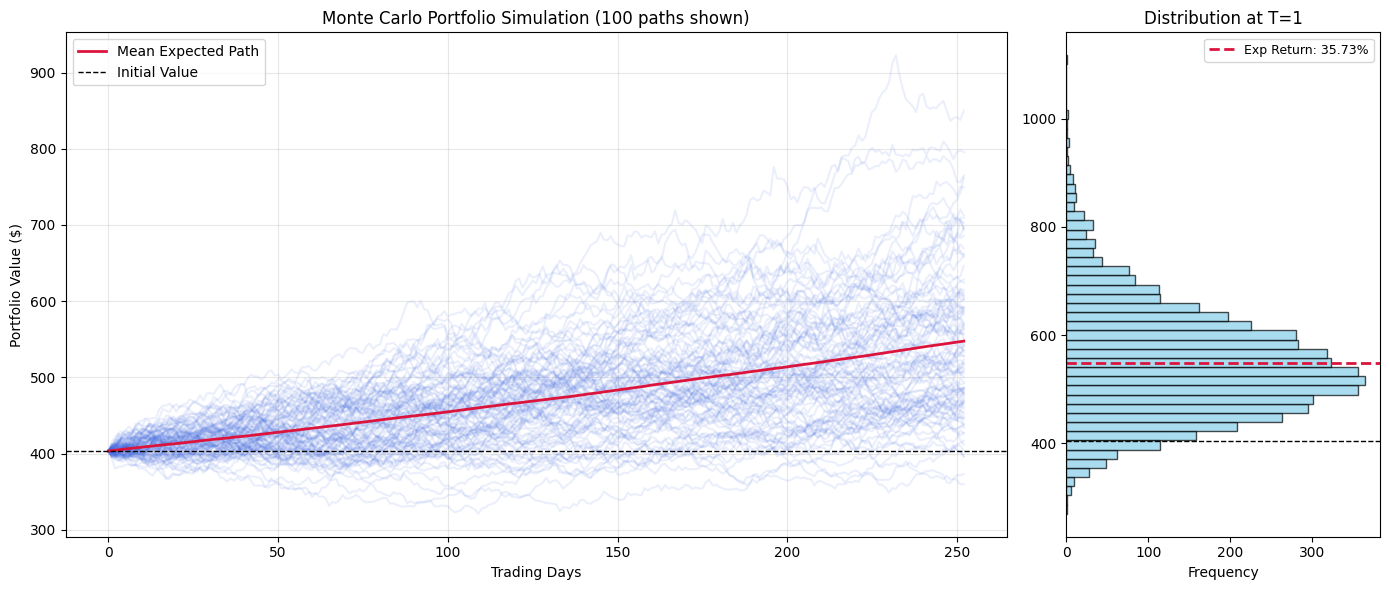 Monte Carlo Portfolio Simulation (100 paths shown)
Mean Expected Path
Initial Value
900
800
700
600
500
400
300
Portfolio Value ($)
0
50
100
150
200
250
Trading Days
Distribution at T=1
Exp Return: 35.73%
1000
800
600
400
0
100
200
300
Frequency